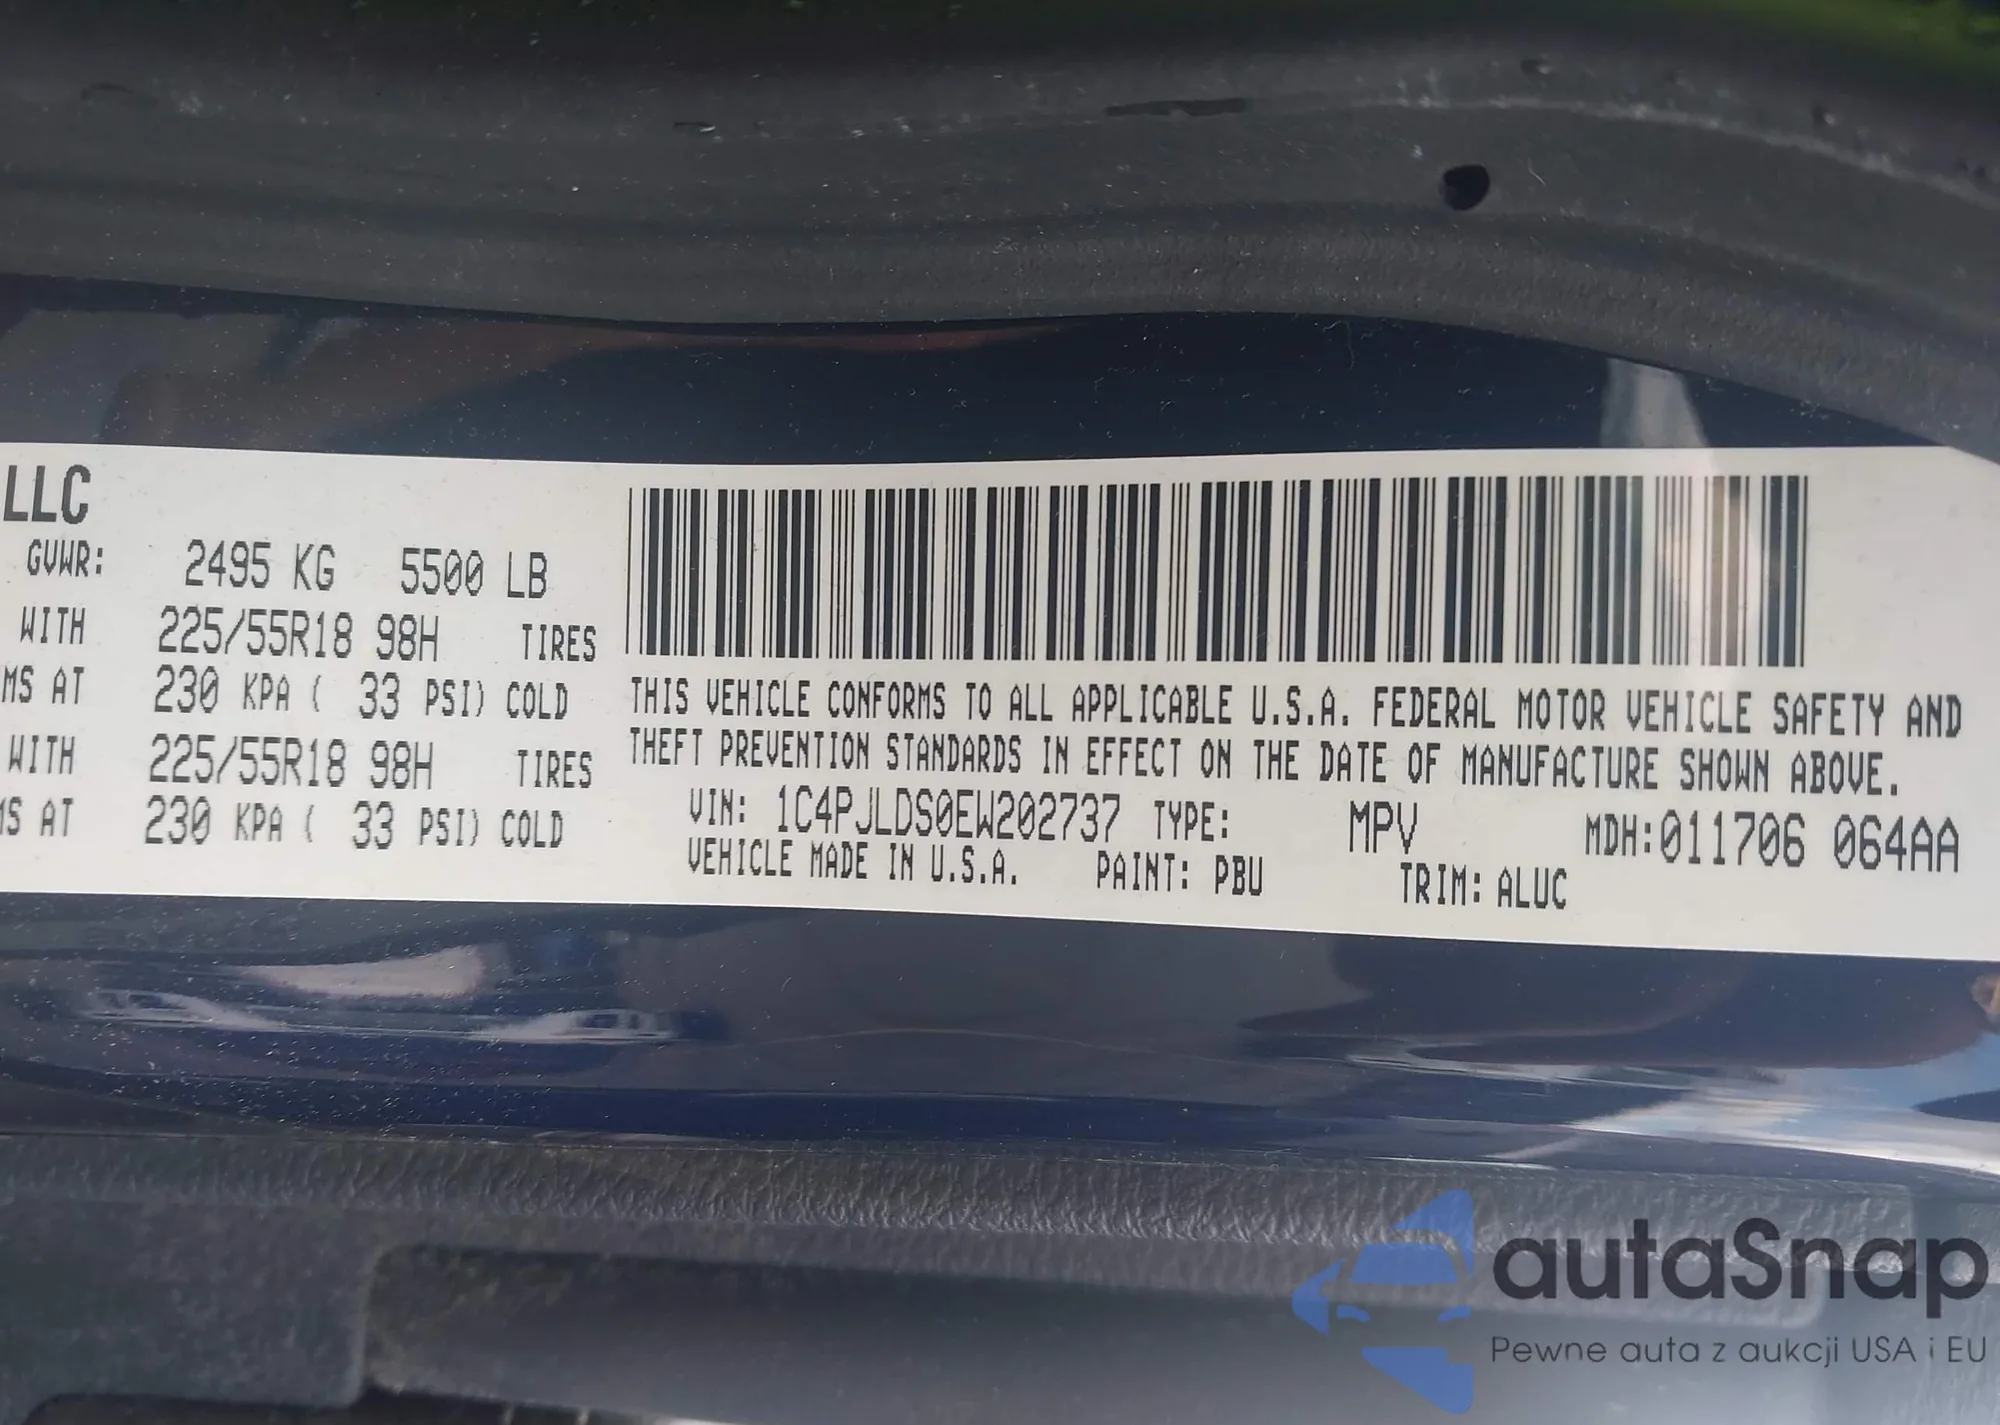 LLC
GVWR: 2495 KG 5500 LB
WITH 225/55R18 98H TIRES
MS AT 230 KPA ( 33 PSI) COLD
WITH 225/55R18 98H TIRES
MS AT 230 KPA ( 33 PSI) COLD
THIS VEHICLE CONFORMS TO ALL APPLICABLE U.S.A. FEDERAL MOTOR VEHICLE SAFETY AND
THEFT PREVENTION STANDARDS IN EFFECT ON THE DATE OF MANUFACTURE SHOWN ABOVE.
VIN: 1C4PJLDS0EW202737 TYPE: MPV MDH:011706 064AA
VEHICLE MADE IN U.S.A. PAINT: PBU TRIM: ALUC
autaSnap
Pewne auta z aukcji USA i EU